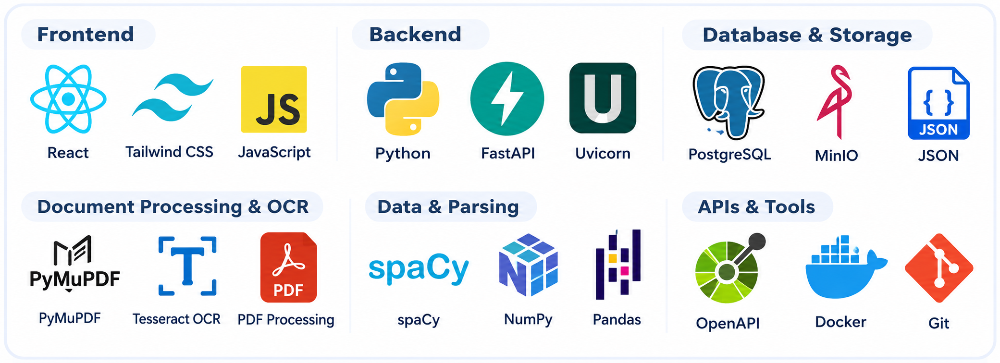 Frontend
Backend
Database & Storage
JS
U
{ }
JSON
React
Tailwind CSS
JavaScript
Python
FastAPI
Uvicorn
PostgreSQL
MinIO
JSON
Document Processing & OCR
Data & Parsing
APIs & Tools
PyMuPDF
T
PDF
spaCy
N
PyMuPDF
Tesseract OCR
PDF Processing
spaCy
NumPy
Pandas
OpenAPI
Docker
Git